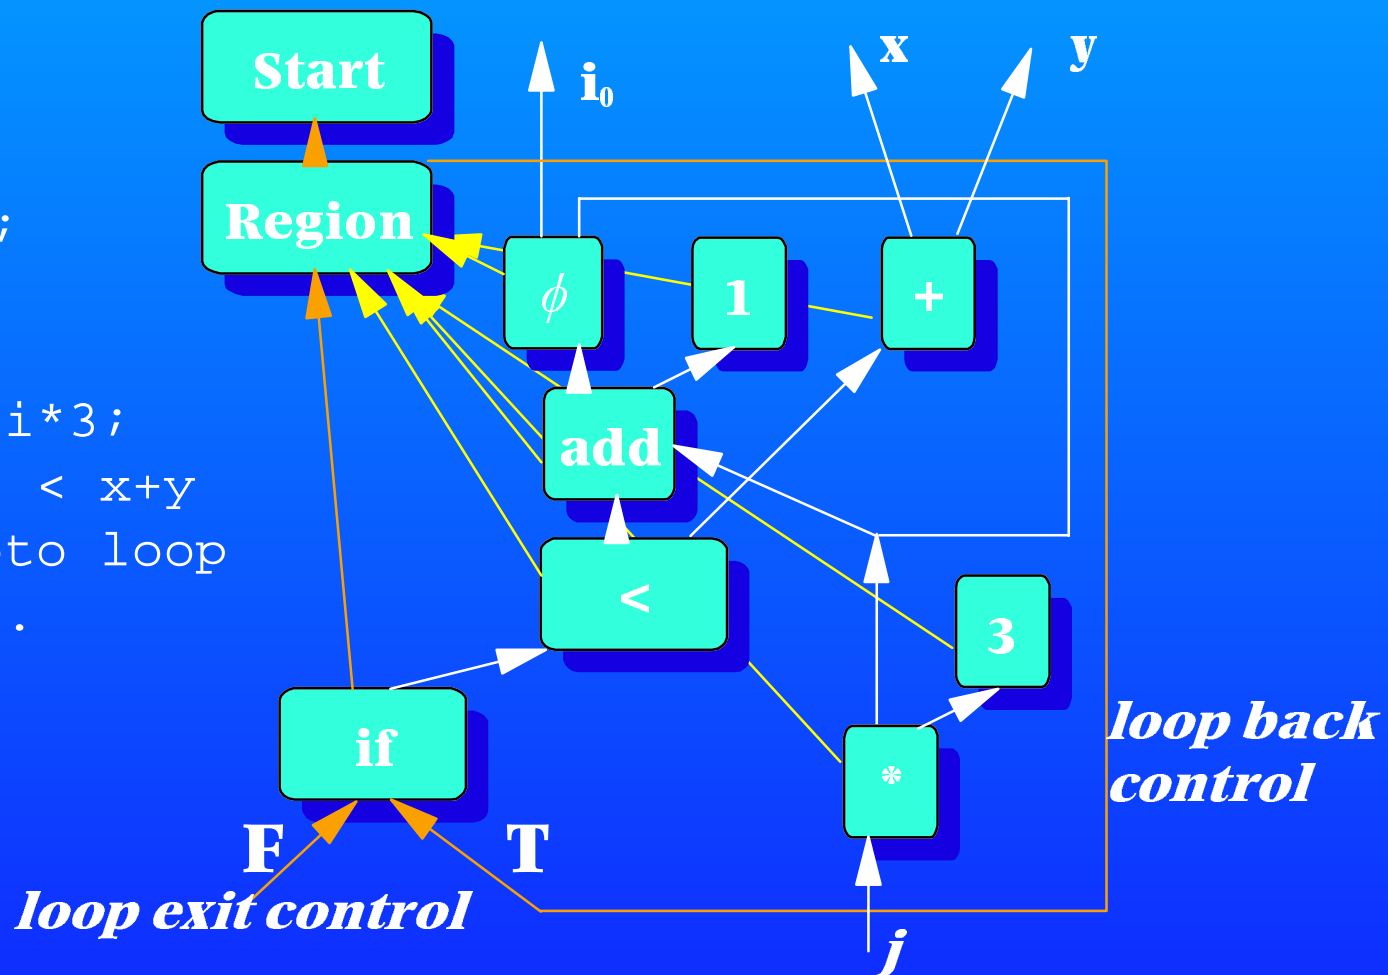 Start
i₀
x
y
Region
;
ϕ
1
+
i*3;
add
< x+y
to loop
<
.
3
if
*
loop back
control
F
T
loop exit control
j